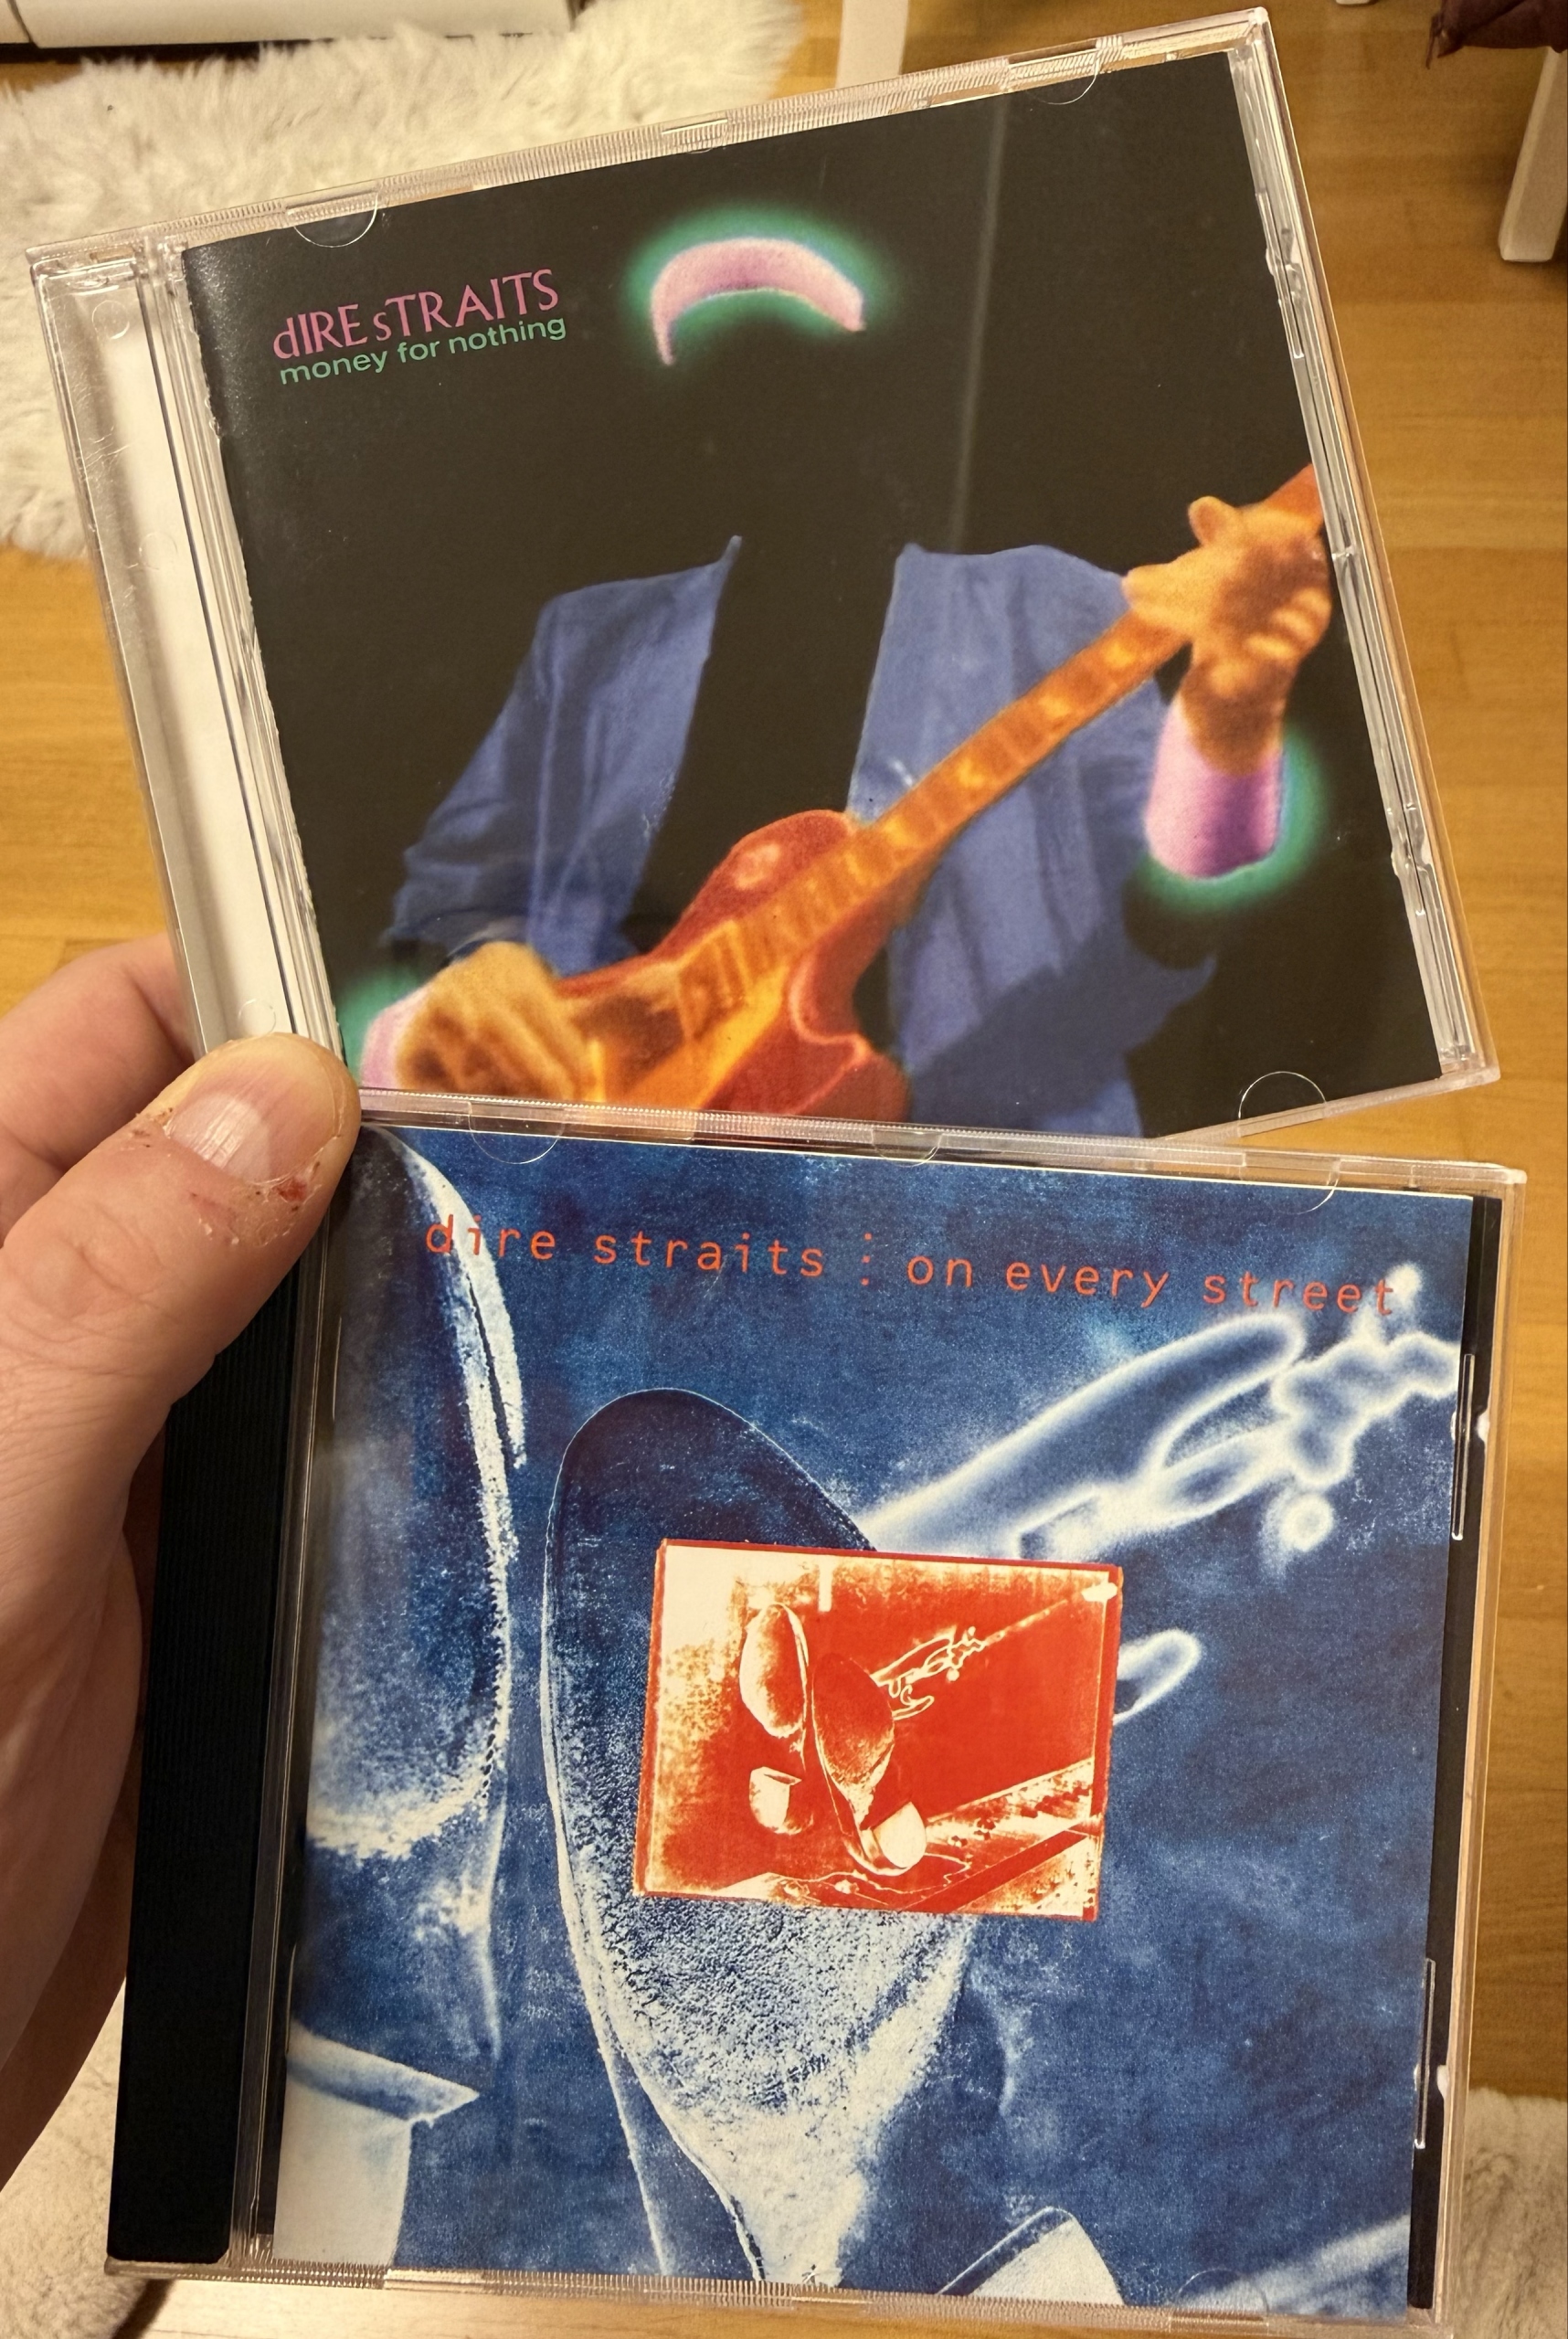 dIRE sTRAITS
money for nothing
dire straits : on every street